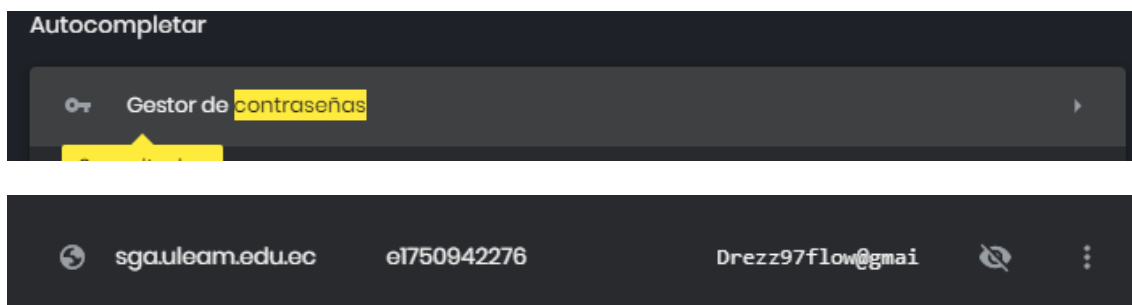 Autocompletar
Gestor de contraseñas
sga.uleam.edu.ec e1750942276 Drezz97flow@gmai